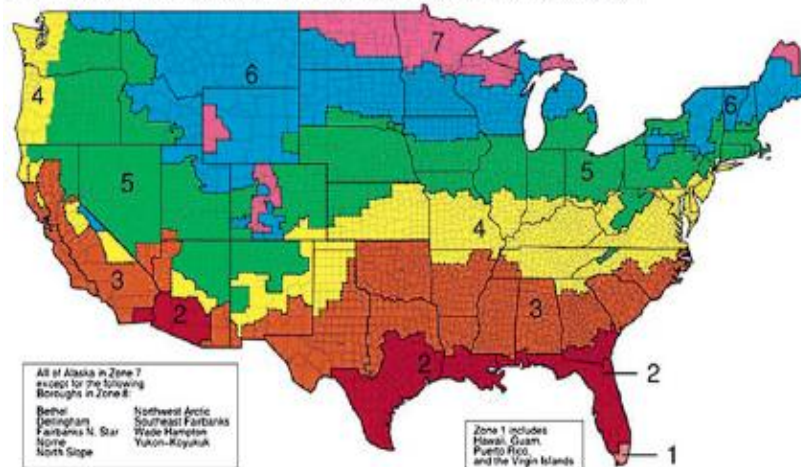 7
6
4
6
5
5
4
3
3
2
2
2
1
All of Alaska in Zone 7
except for the following
Boroughs in Zone 8:
Bethel Northwest Arctic
Dellingham Southeast Fairbanks
Fairbanks N. Star Wade Hampton
Nome Yukon-Koyukuk
North Slope
Zone 1 includes
Hawaii, Guam,
Puerto Rico,
and the Virgin Islands